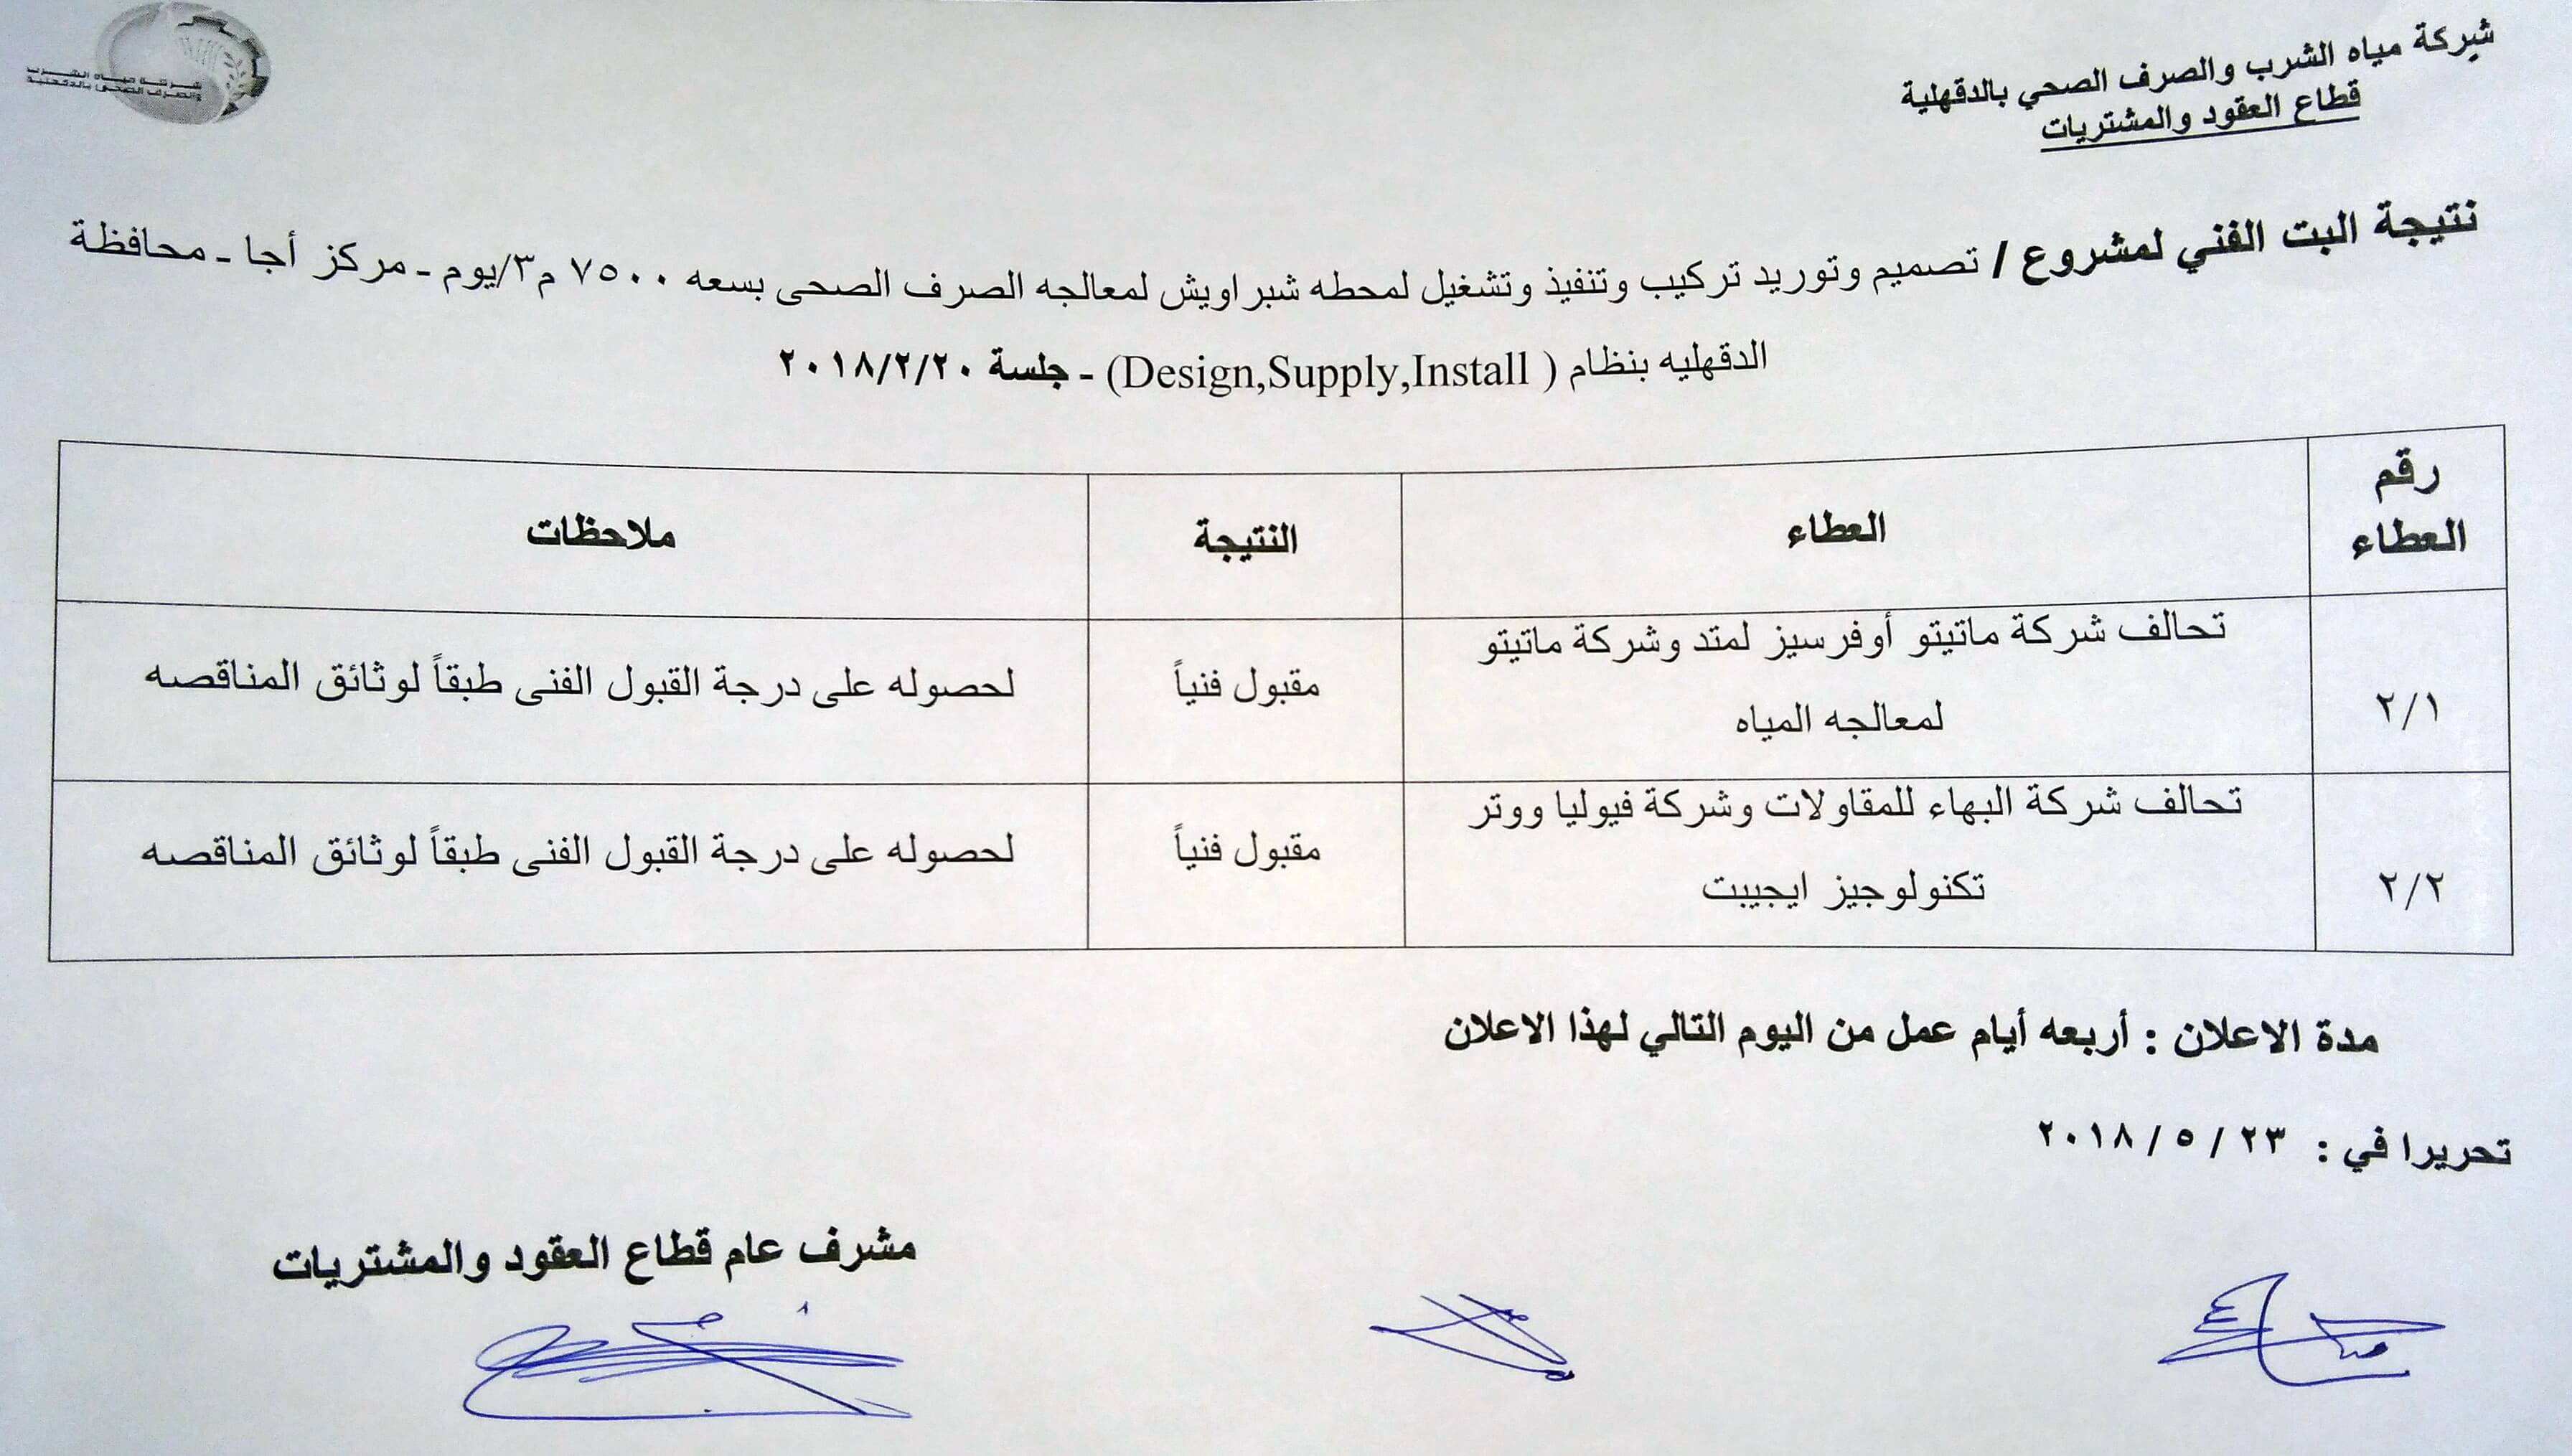 شركة مياه الشرب والصرف الصحي بالدقهلية
قطاع العقود والمشتريات
شركة مياه الشرب
والصرف الصحى بالدقهلية
نتيجة البت الفني لمشروع / تصميم وتوريد تركيب وتنفيذ وتشغيل لمحطه شبراويش لمعالجه الصرف الصحى بسعه ٧٥٠٠ م٣/يوم - مركز أجا - محافظة
الدقهليه بنظام ( Design,Supply,Install) - جلسة ٢٠١٨/٢/٢٠
رقم
العطاء
العطاء
النتيجة
ملاحظات
٢/١
تحالف شركة ماتيتو أوفرسيز لمتد وشركة ماتيتو
لمعالجه المياه
مقبول فنياً
لحصوله على درجة القبول الفنى طبقاً لوثائق المناقصه
٢/٢
تحالف شركة البهاء للمقاولات وشركة فيوليا ووتر
تكنولوجيز ايجيبت
مقبول فنياً
لحصوله على درجة القبول الفنى طبقاً لوثائق المناقصه
مدة الاعلان : أربعه أيام عمل من اليوم التالي لهذا الاعلان
تحريرا في : ٢٣ / ٥ / ٢٠١٨
مشرف عام قطاع العقود والمشتريات